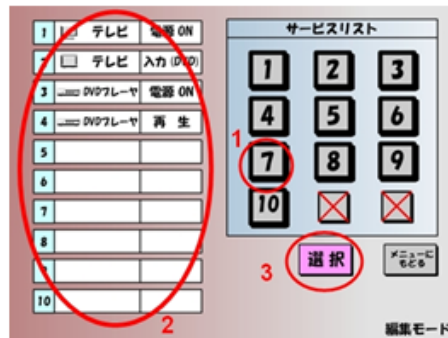 サービスリスト
1 テレビ 電源 ON
2 テレビ 入力 (DVD)
3 DVDプレーヤ 電源 ON
4 DVDプレーヤ 再生
5
6
7
8
9
10
1 2 3
4 5 6
7 8 9
10
1
2
3
選択
メニューに
もどる
編集モード